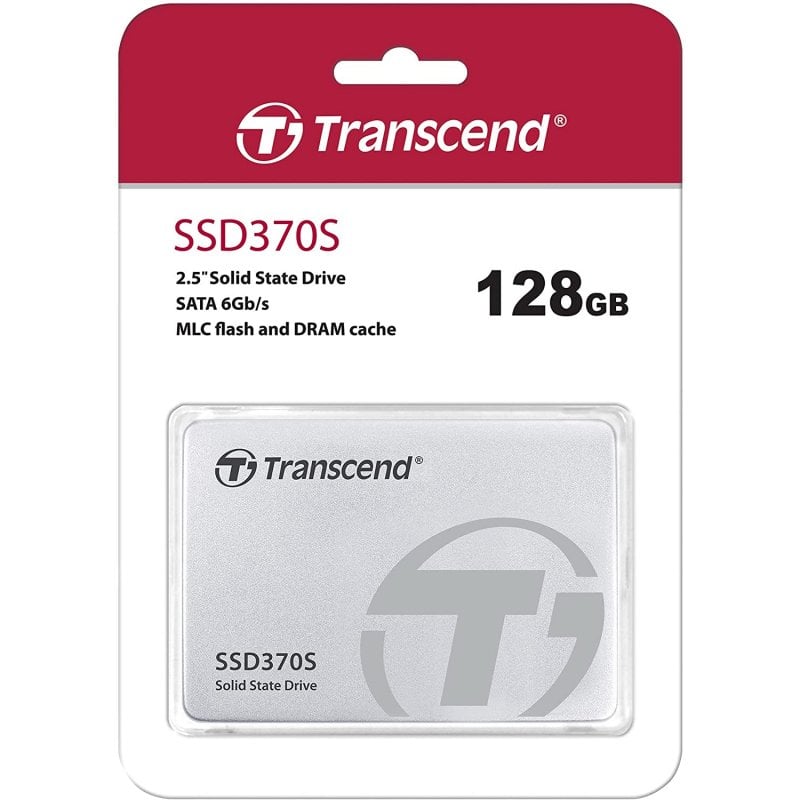 Transcend®
SSD370S
2.5" Solid State Drive
SATA 6Gb/s
MLC flash and DRAM cache
128GB
Transcend®
SSD370S
Solid State Drive